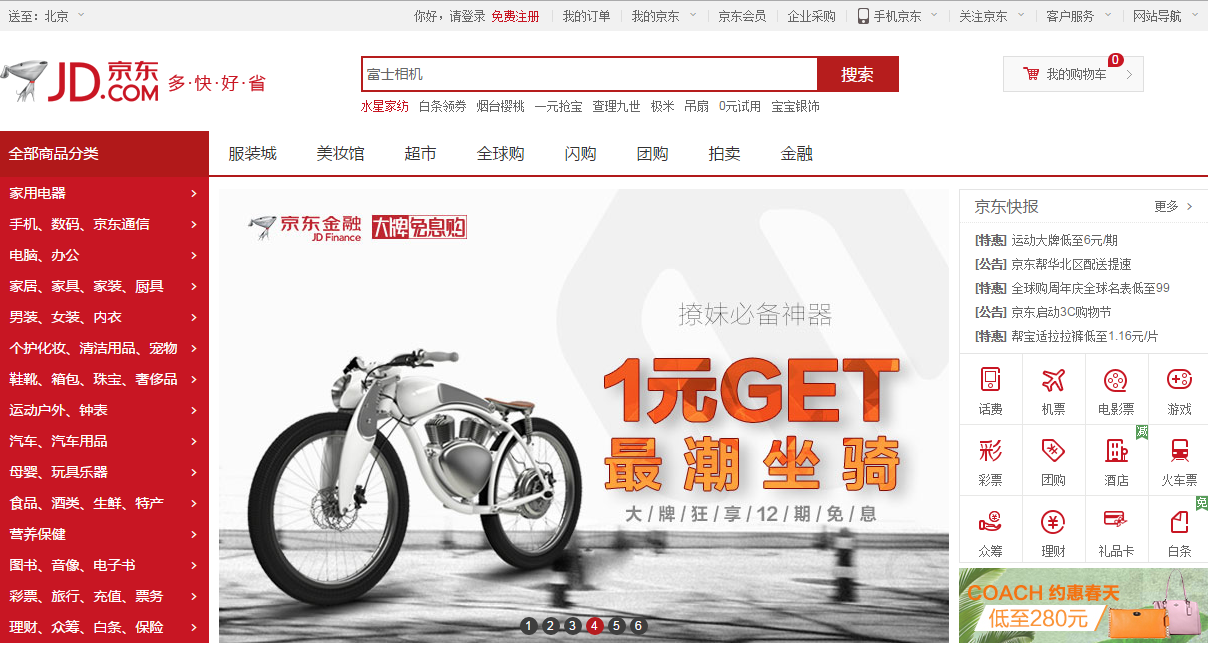 送至：北京
你好，请登录 免费注册 我的订单 我的京东 京东会员 企业采购 手机京东 关注京东 客户服务 网站导航
JD京东
.COM
多·快·好·省
富士相机
搜索
0
我的购物车
水星家纺 白条领券 烟台樱桃 一元抢宝 查理九世 极米 吊扇 0元试用 宝宝银饰
全部商品分类
服装城 美妆馆 超市 全球购 闪购 团购 拍卖 金融
家用电器
手机、数码、京东通信
电脑、办公
家居、家具、家装、厨具
男装、女装、内衣
个护化妆、清洁用品、宠物
鞋靴、箱包、珠宝、奢侈品
运动户外、钟表
汽车、汽车用品
母婴、玩具乐器
食品、酒类、生鲜、特产
营养保健
图书、音像、电子书
彩票、旅行、充值、票务
理财、众筹、白条、保险
京东金融 大牌免息购
JD Finance
撩妹必备神器
1元GET
最潮坐骑
大/牌/狂/享/12期/免/息
1 2 3 4 5 6
京东快报 更多
[特惠] 运动大牌低至6元/期
[公告] 京东帮华北区配送提速
[特惠] 全球购周年庆全球名表低至99
[公告] 京东启动3C购物节
[特惠] 帮宝适拉拉裤低至1.16元/片
话费 机票 电影票 游戏
减
彩票 团购 酒店 火车票
免
众筹 理财 礼品卡 白条
COACH 约惠春天
低至280元